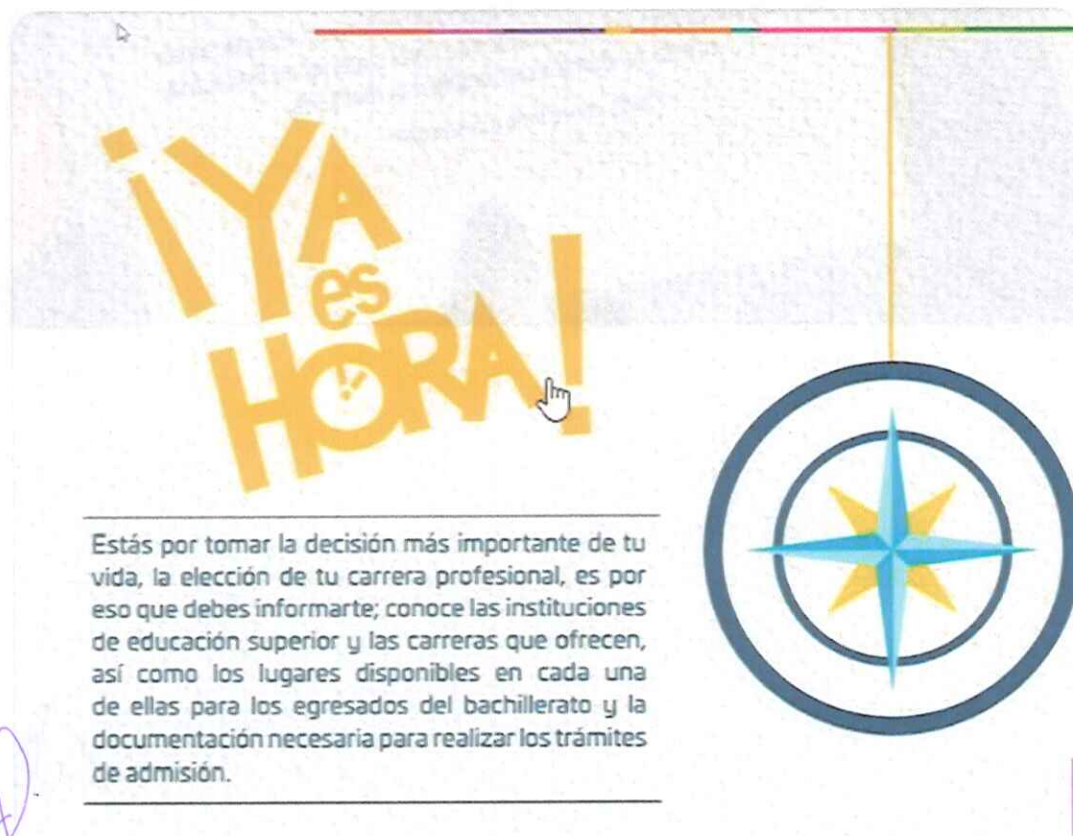 ¡YA
es
HORA!
Estás por tomar la decisión más importante de tu
vida, la elección de tu carrera profesional, es por
eso que debes informarte; conoce las instituciones
de educación superior y las carreras que ofrecen,
así como los lugares disponibles en cada una
de ellas para los egresados del bachillerato y la
documentación necesaria para realizar los trámites
de admisión.